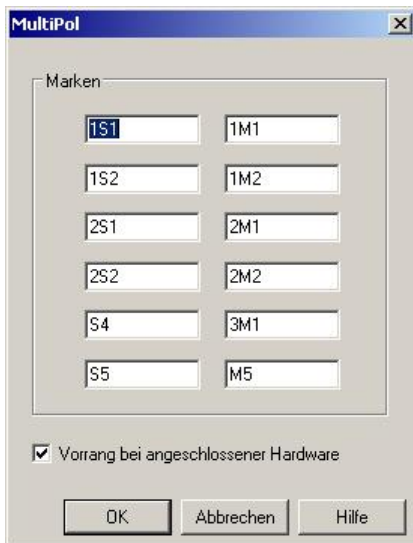 MultiPol
Marken
1S1 1M1
1S2 1M2
2S1 2M1
2S2 2M2
S4 3M1
S5 M5
Vorrang bei angeschlossener Hardware
OK Abbrechen Hilfe